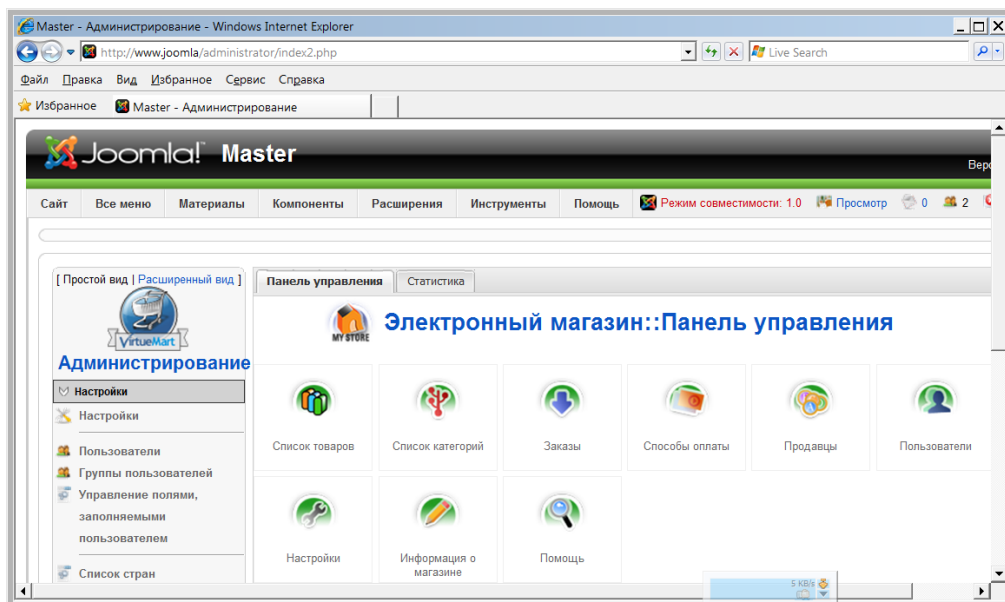 Master - Администрирование - Windows Internet Explorer
http://www.joomla/administrator/index2.php
Live Search
Файл Правка Вид Избранное Сервис Справка
Избранное Master - Администрирование
Joomla! Master
Сайт Все меню Материалы Компоненты Расширения Инструменты Помощь Режим совместимости: 1.0 Просмотр 0 2
[ Простой вид | Расширенный вид ]
VirtueMart
Администрирование
Настройки
Настройки
Пользователи
Группы пользователей
Управление полями,
заполняемыми
пользователем
Список стран
Панель управления Статистика
MY STORE
Электронный магазин::Панель управления
Список товаров Список категорий Заказы Способы оплаты Продавцы Пользователи
Настройки Информация о
магазине Помощь
5 KB/s